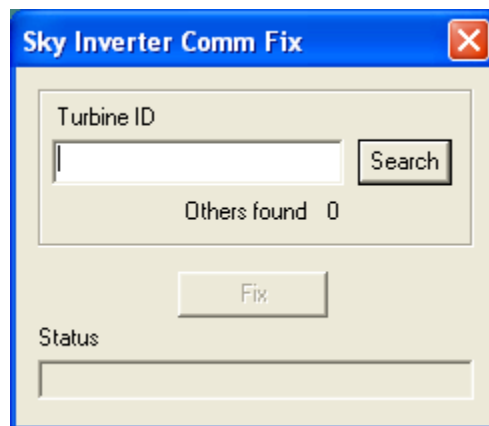 Sky Inverter Comm Fix
Turbine ID
Search
Others found 0
Fix
Status